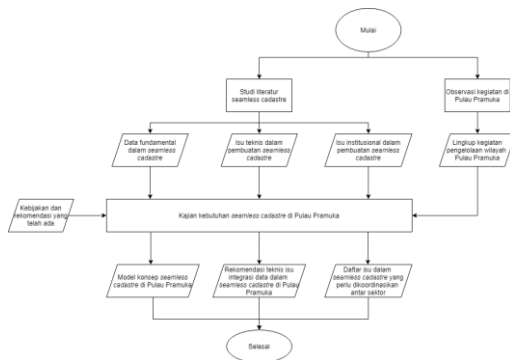 Mulai
Studi literatur
seamless cadastre
Observasi kegiatan di
Pulau Pramuka
Data fundamental
dalam seamless
cadastre
Isu teknis dalam
pembuatan seamless
cadastre
Isu institusional dalam
pembuatan seamless
cadastre
Lingkup kegiatan
pengelolaan wilayah
Pulau Pramuka
Kebijakan dan
rekomendasi yang
telah ada
Kajian kebutuhan seamless cadastre di Pulau Pramuka
Model konsep seamless
cadastre di Pulau Pramuka
Rekomendasi teknis isu
integrasi data dalam
seamless cadastre di Pulau
Pramuka
Daftar isu dalam
seamless cadastre yang
perlu dikoordinasikan
antar sektor
Selesai